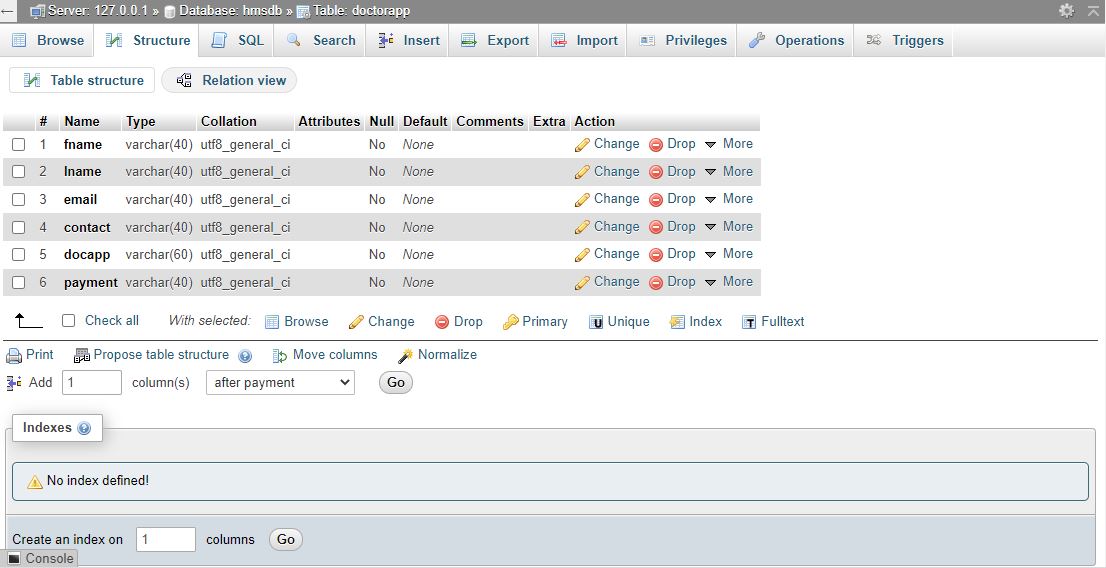 ← Server: 127.0.0.1 » Database: hmsdb » Table: doctorapp
Browse Structure SQL Search Insert Export Import Privileges Operations Triggers
Table structure Relation view
# Name Type Collation Attributes Null Default Comments Extra Action
1 fname varchar(40) utf8_general_ci No None Change Drop More
2 lname varchar(40) utf8_general_ci No None Change Drop More
3 email varchar(40) utf8_general_ci No None Change Drop More
4 contact varchar(40) utf8_general_ci No None Change Drop More
5 docapp varchar(60) utf8_general_ci No None Change Drop More
6 payment varchar(40) utf8_general_ci No None Change Drop More
Check all With selected: Browse Change Drop Primary Unique Index Fulltext
Print Propose table structure Move columns Normalize
Add 1 column(s) after payment Go
Indexes
No index defined!
Create an index on 1 columns Go
Console